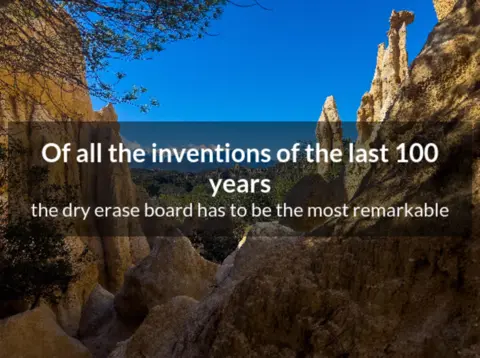 Of all the inventions of the last 100
years
the dry erase board has to be the most remarkable